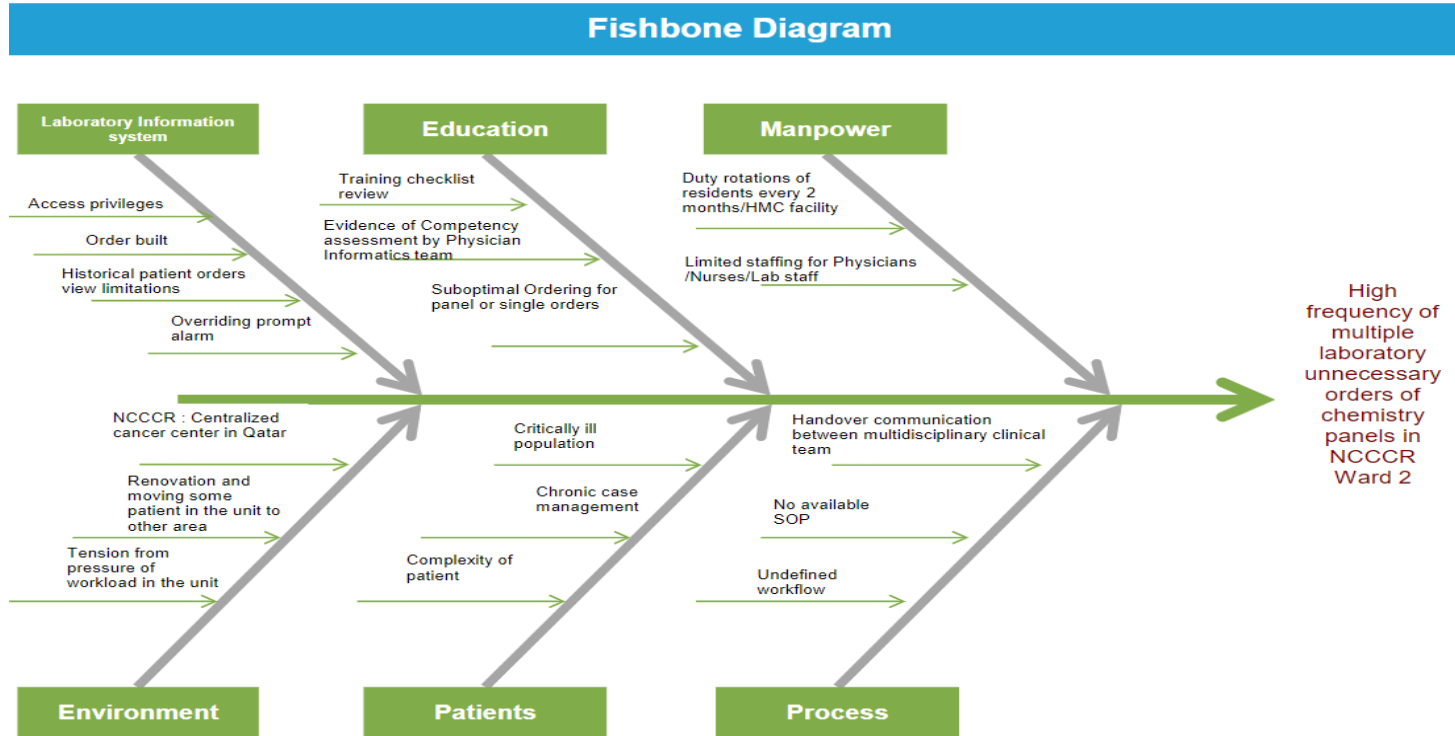 Fishbone Diagram
Laboratory Information
system
Education
Manpower
Access privileges
Order built
Historical patient orders
view limitations
Overriding prompt
alarm
Training checklist
review
Evidence of Competency
assessment by Physician
Informatics team
Suboptimal Ordering for
panel or single orders
Duty rotations of
residents every 2
months/HMC facility
Limited staffing for Physicians
/Nurses/Lab staff
High
frequency of
multiple
laboratory
unnecessary
orders of
chemistry
panels in
NCCCR
Ward 2
NCCCR : Centralized
cancer center in Qatar
Renovation and
moving some
patient in the unit to
other area
Tension from
pressure of
workload in the unit
Critically ill
population
Chronic case
management
Complexity of
patient
Handover communication
between multidisciplinary clinical
team
No available
SOP
Undefined
workflow
Environment
Patients
Process